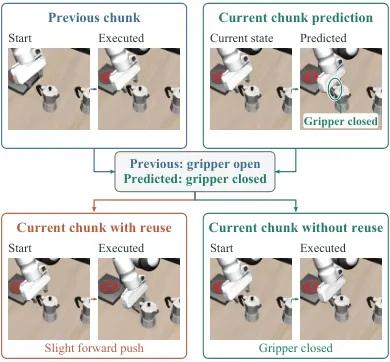 Previous chunk
Start Executed
Current chunk prediction
Current state Predicted
Gripper closed
Previous: gripper open
Predicted: gripper closed
Current chunk with reuse
Start Executed
Slight forward push
Current chunk without reuse
Start Executed
Gripper closed